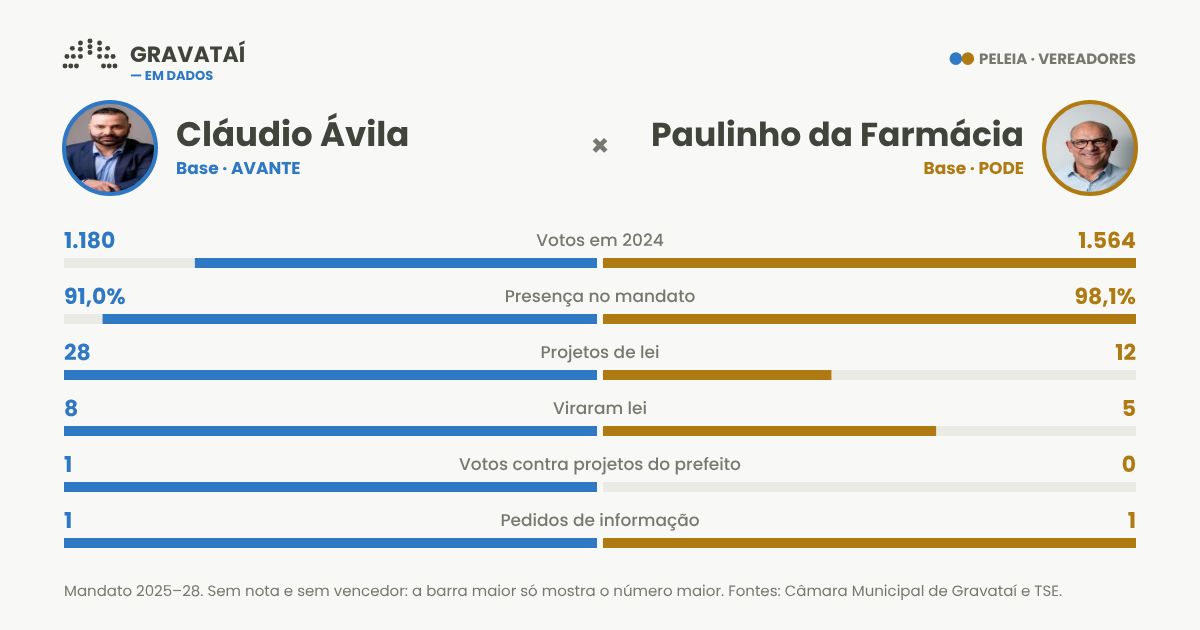 GRAVATAÍ
— EM DADOS
PELEIA · VEREADORES
Cláudio Ávila
Base · AVANTE
×
Paulinho da Farmácia
Base · PODE
1.180 Votos em 2024 1.564
91,0% Presença no mandato 98,1%
28 Projetos de lei 12
8 Viraram lei 5
1 Votos contra projetos do prefeito 0
1 Pedidos de informação 1
Mandato 2025–28. Sem nota e sem vencedor: a barra maior só mostra o número maior. Fontes: Câmara Municipal de Gravataí e TSE.